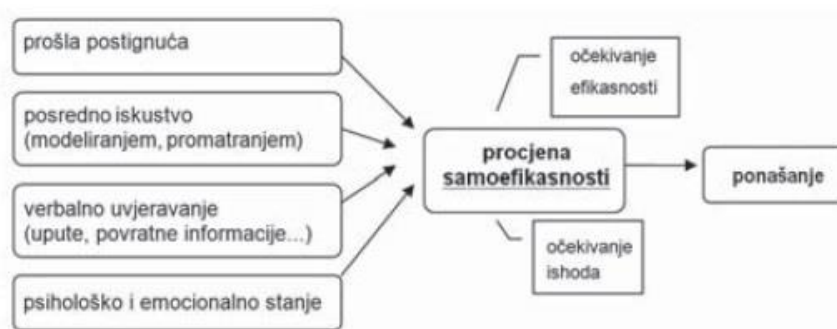 prošla postignuća
posredno iskustvo
(modeliranjem, promatranjem)
verbalno uvjeravanje
(upute, povratne informacije...)
psihološko i emocionalno stanje
procjena
samoefikasnosti
očekivanje
efikasnosti
očekivanje
ishoda
ponašanje